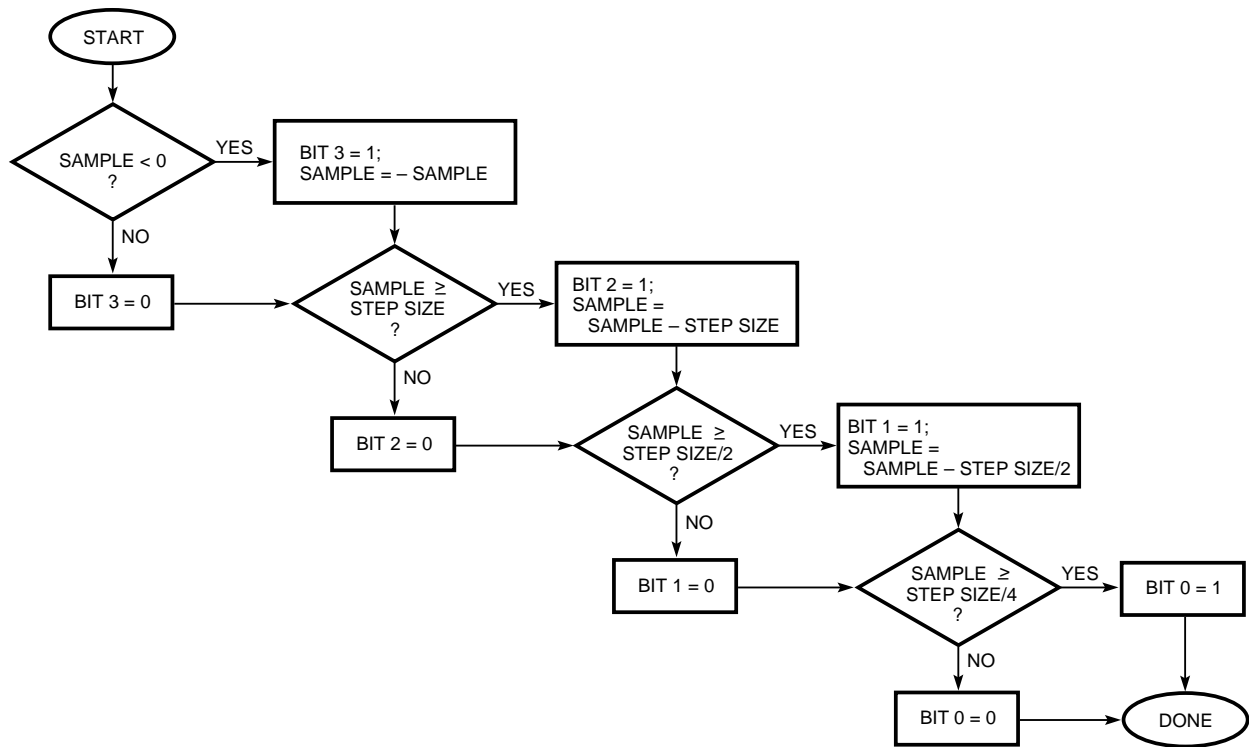 START
SAMPLE < 0
?
YES
BIT 3 = 1;
SAMPLE = – SAMPLE
NO
BIT 3 = 0
SAMPLE ≥
STEP SIZE
?
YES
BIT 2 = 1;
SAMPLE =
SAMPLE – STEP SIZE
NO
BIT 2 = 0
SAMPLE ≥
STEP SIZE/2
?
YES
BIT 1 = 1;
SAMPLE =
SAMPLE – STEP SIZE/2
NO
BIT 1 = 0
SAMPLE ≥
STEP SIZE/4
?
YES
BIT 0 = 1
NO
BIT 0 = 0
DONE